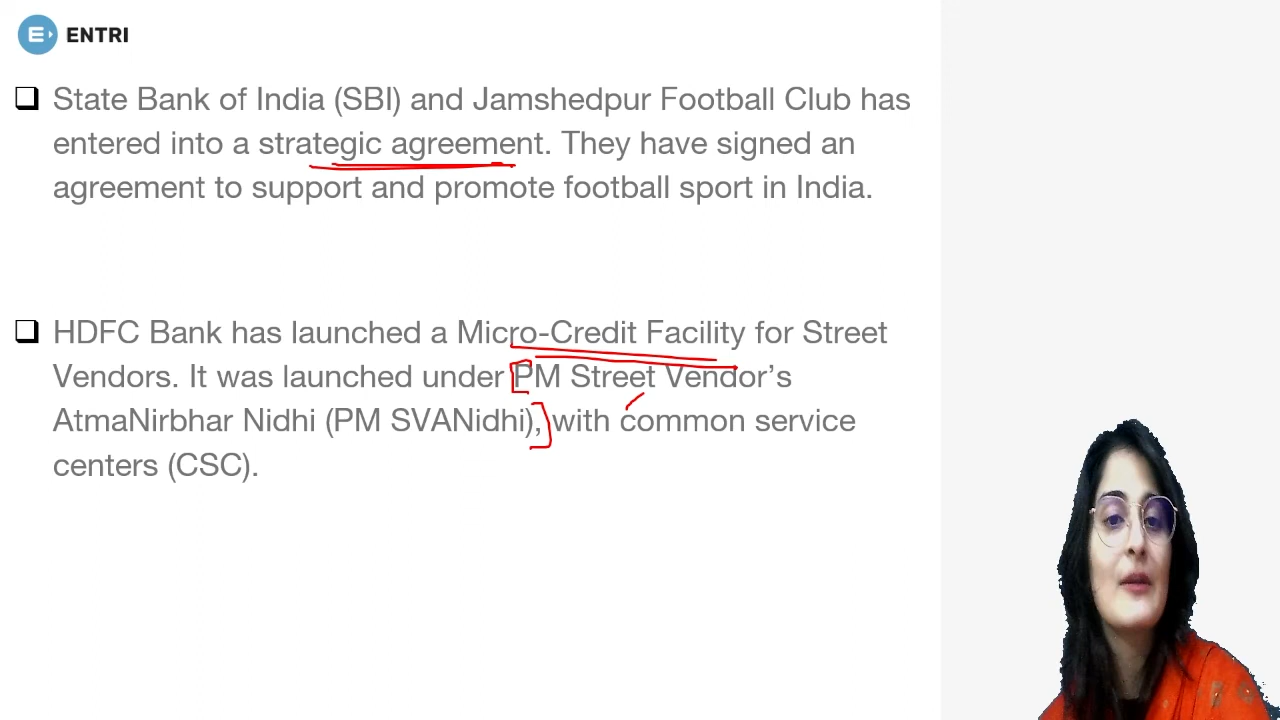 ENTRI
State Bank of India (SBI) and Jamshedpur Football Club has
entered into a strategic agreement. They have signed an
agreement to support and promote football sport in India.
HDFC Bank has launched a Micro-Credit Facility for Street
Vendors. It was launched under PM Street Vendor’s
AtmaNirbhar Nidhi (PM SVANidhi), with common service
centers (CSC).